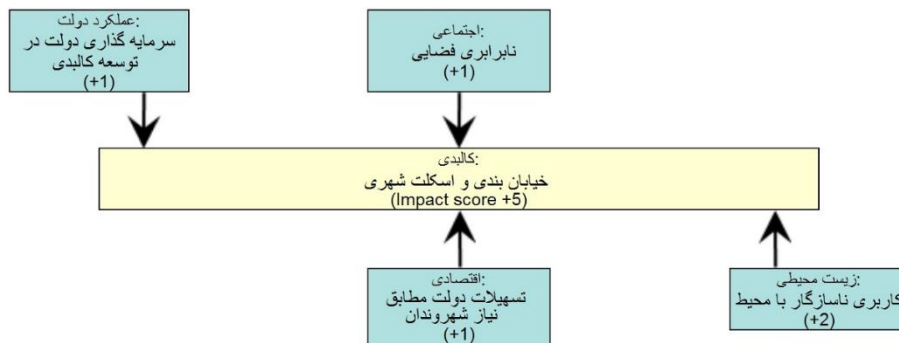 عملکرد دولت:
سرمایه گذاری دولت در
توسعه کالبدی
(+1)
اجتماعی:
نابرابری فضایی
(+1)
کالبدی:
خیابان بندی و اسکلت شهری
(Impact score +5)
اقتصادی:
تسهیلات دولت مطابق
نیاز شهروندان
(+1)
زیست محیطی:
کاربری ناسازگار با محیط
(+2)